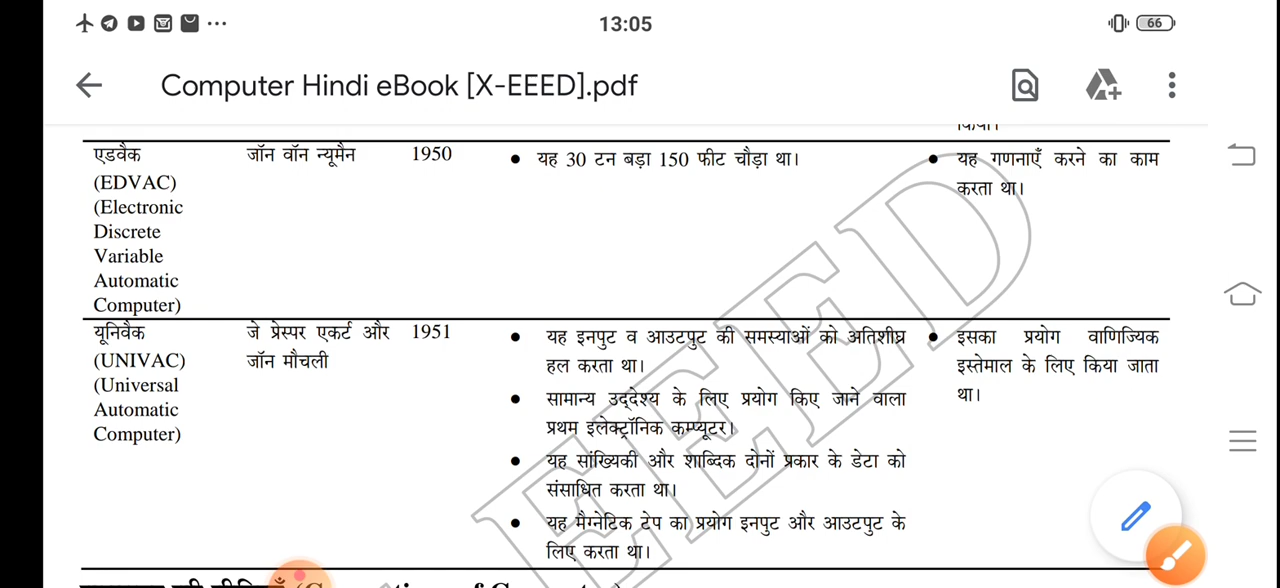 13:05
66
Computer Hindi eBook [X-EEED].pdf
एडवैक
(EDVAC)
(Electronic
Discrete
Variable
Automatic
Computer)
जॉन वॉन न्यूमैन
1950
• यह 30 टन बड़ा 150 फीट चौड़ा था।
• यह गणनाएँ करने का काम
करता था।
यूनिवैक
(UNIVAC)
(Universal
Automatic
Computer)
जे प्रेस्पर एकर्ट और
जॉन मौचली
1951
• यह इनपुट व आउटपुट की समस्याओं को अतिशीघ्र
हल करता था।
• सामान्य उद्देश्य के लिए प्रयोग किए जाने वाला
प्रथम इलेक्ट्रॉनिक कम्प्यूटर।
• यह सांख्यिकी और शाब्दिक दोनों प्रकार के डेटा को
संसाधित करता था।
• यह मैग्नेटिक टेप का प्रयोग इनपुट और आउटपुट के
लिए करता था।
• इसका प्रयोग वाणिज्यिक
इस्तेमाल के लिए किया जाता
था।
EEED